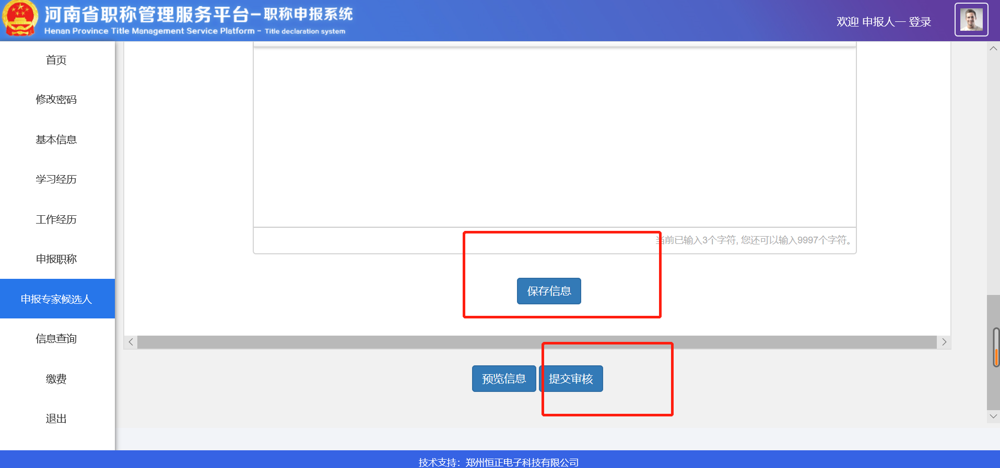 河南省职称管理服务平台-职称申报系统
Henan Province Title Management Service Platform - Title declaration system
欢迎 申报人一 登录
首页
修改密码
基本信息
学习经历
工作经历
申报职称
申报专家候选人
信息查询
缴费
退出
当前已输入3个字符, 您还可以输入9997个字符。
保存信息
预览信息
提交审核
技术支持：郑州恒正电子科技有限公司